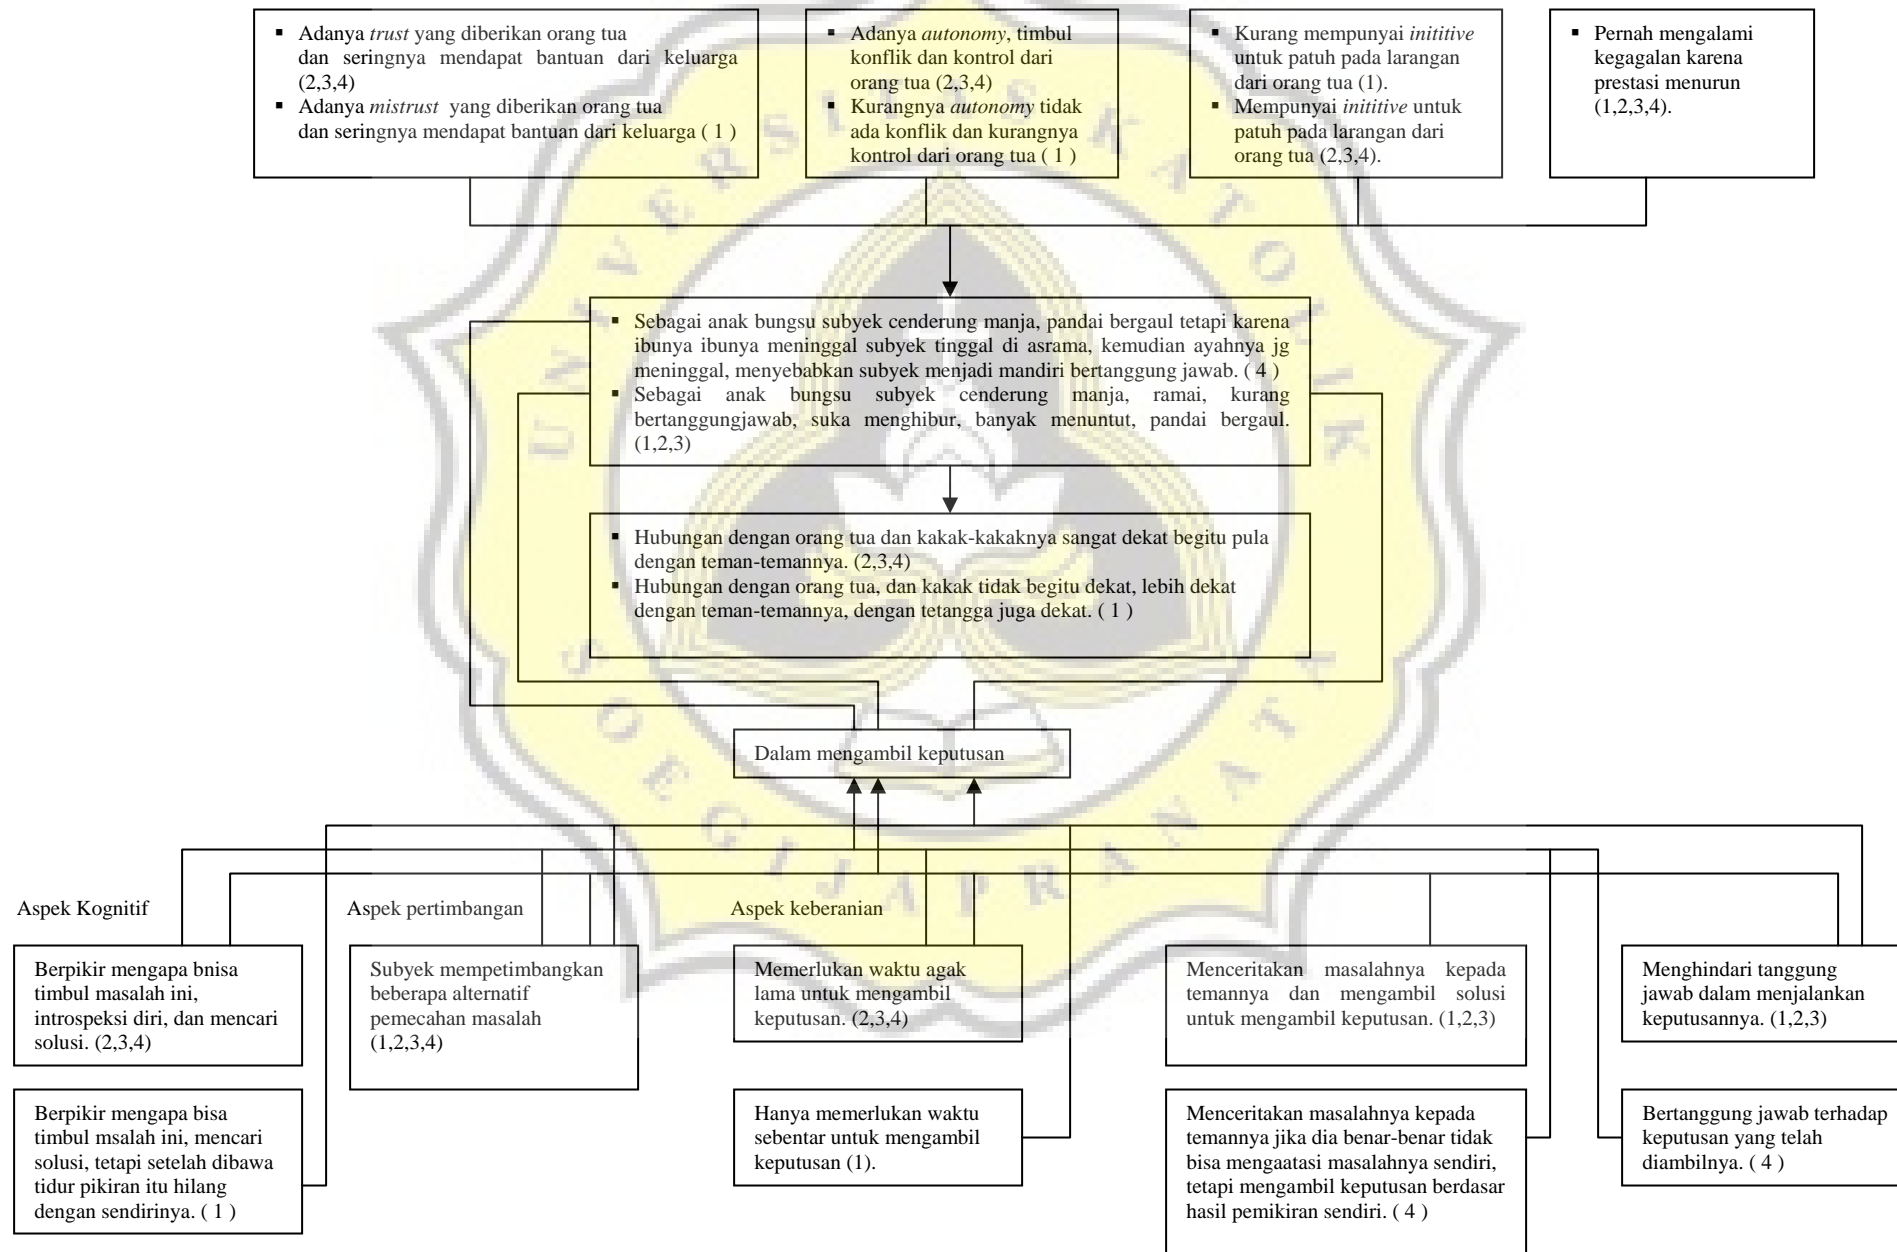 ▪ Adanya trust yang diberikan orang tua
dan seringnya mendapat bantuan dari keluarga
(2,3,4)
▪ Adanya mistrust yang diberikan orang tua
dan seringnya mendapat bantuan dari keluarga ( 1 )
▪ Adanya autonomy, timbul
konflik dan kontrol dari
orang tua (2,3,4)
▪ Kurangnya autonomy tidak
ada konflik dan kurangnya
kontrol dari orang tua ( 1 )
▪ Kurang mempunyai inititive
untuk patuh pada larangan
dari orang tua (1).
▪ Mempunyai inititive untuk
patuh pada larangan dari
orang tua (2,3,4).
▪ Pernah mengalami
kegagalan karena
prestasi menurun
(1,2,3,4).
UNIVERSITAS KATOLIK
SOEGIJAPRANATA
▪ Sebagai anak bungsu subyek cenderung manja, pandai bergaul tetapi karena
ibunya ibunya meninggal subyek tinggal di asrama, kemudian ayahnya jg
meninggal, menyebabkan subyek menjadi mandiri bertanggung jawab. ( 4 )
▪ Sebagai anak bungsu subyek cenderung manja, ramai, kurang
bertanggungjawab, suka menghibur, banyak menuntut, pandai bergaul.
(1,2,3)
▪ Hubungan dengan orang tua dan kakak-kakaknya sangat dekat begitu pula
dengan teman-temannya. (2,3,4)
▪ Hubungan dengan orang tua, dan kakak tidak begitu dekat, lebih dekat
dengan teman-temannya, dengan tetangga juga dekat. ( 1 )
Dalam mengambil keputusan
Aspek Kognitif
Aspek pertimbangan
Aspek keberanian
Berpikir mengapa bnisa
timbul masalah ini,
introspeksi diri, dan mencari
solusi. (2,3,4)
Subyek mempetimbangkan
beberapa alternatif
pemecahan masalah
(1,2,3,4)
Memerlukan waktu agak
lama untuk mengambil
keputusan. (2,3,4)
Menceritakan masalahnya kepada
temannya dan mengambil solusi
untuk mengambil keputusan. (1,2,3)
Menghindari tanggung
jawab dalam menjalankan
keputusannya. (1,2,3)
Berpikir mengapa bisa
timbul msalah ini, mencari
solusi, tetapi setelah dibawa
tidur pikiran itu hilang
dengan sendirinya. ( 1 )
Hanya memerlukan waktu
sebentar untuk mengambil
keputusan (1).
Menceritakan masalahnya kepada
temannya jika dia benar-benar tidak
bisa mengaatasi masalahnya sendiri,
tetapi mengambil keputusan berdasar
hasil pemikiran sendiri. ( 4 )
Bertanggung jawab terhadap
keputusan yang telah
diambilnya. ( 4 )